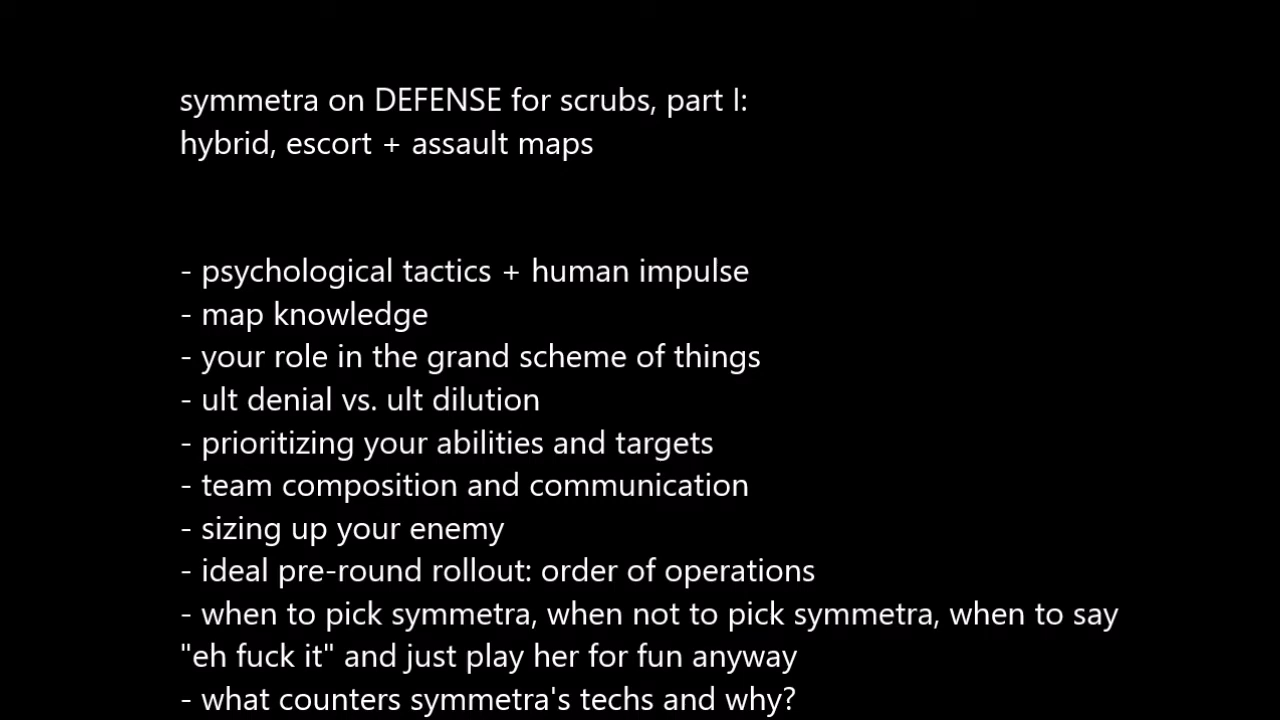 symmetra on DEFENSE for scrubs, part I:
hybrid, escort + assault maps
- psychological tactics + human impulse
- map knowledge
- your role in the grand scheme of things
- ult denial vs. ult dilution
- prioritizing your abilities and targets
- team composition and communication
- sizing up your enemy
- ideal pre-round rollout: order of operations
- when to pick symmetra, when not to pick symmetra, when to say
"eh fuck it" and just play her for fun anyway
- what counters symmetra's techs and why?